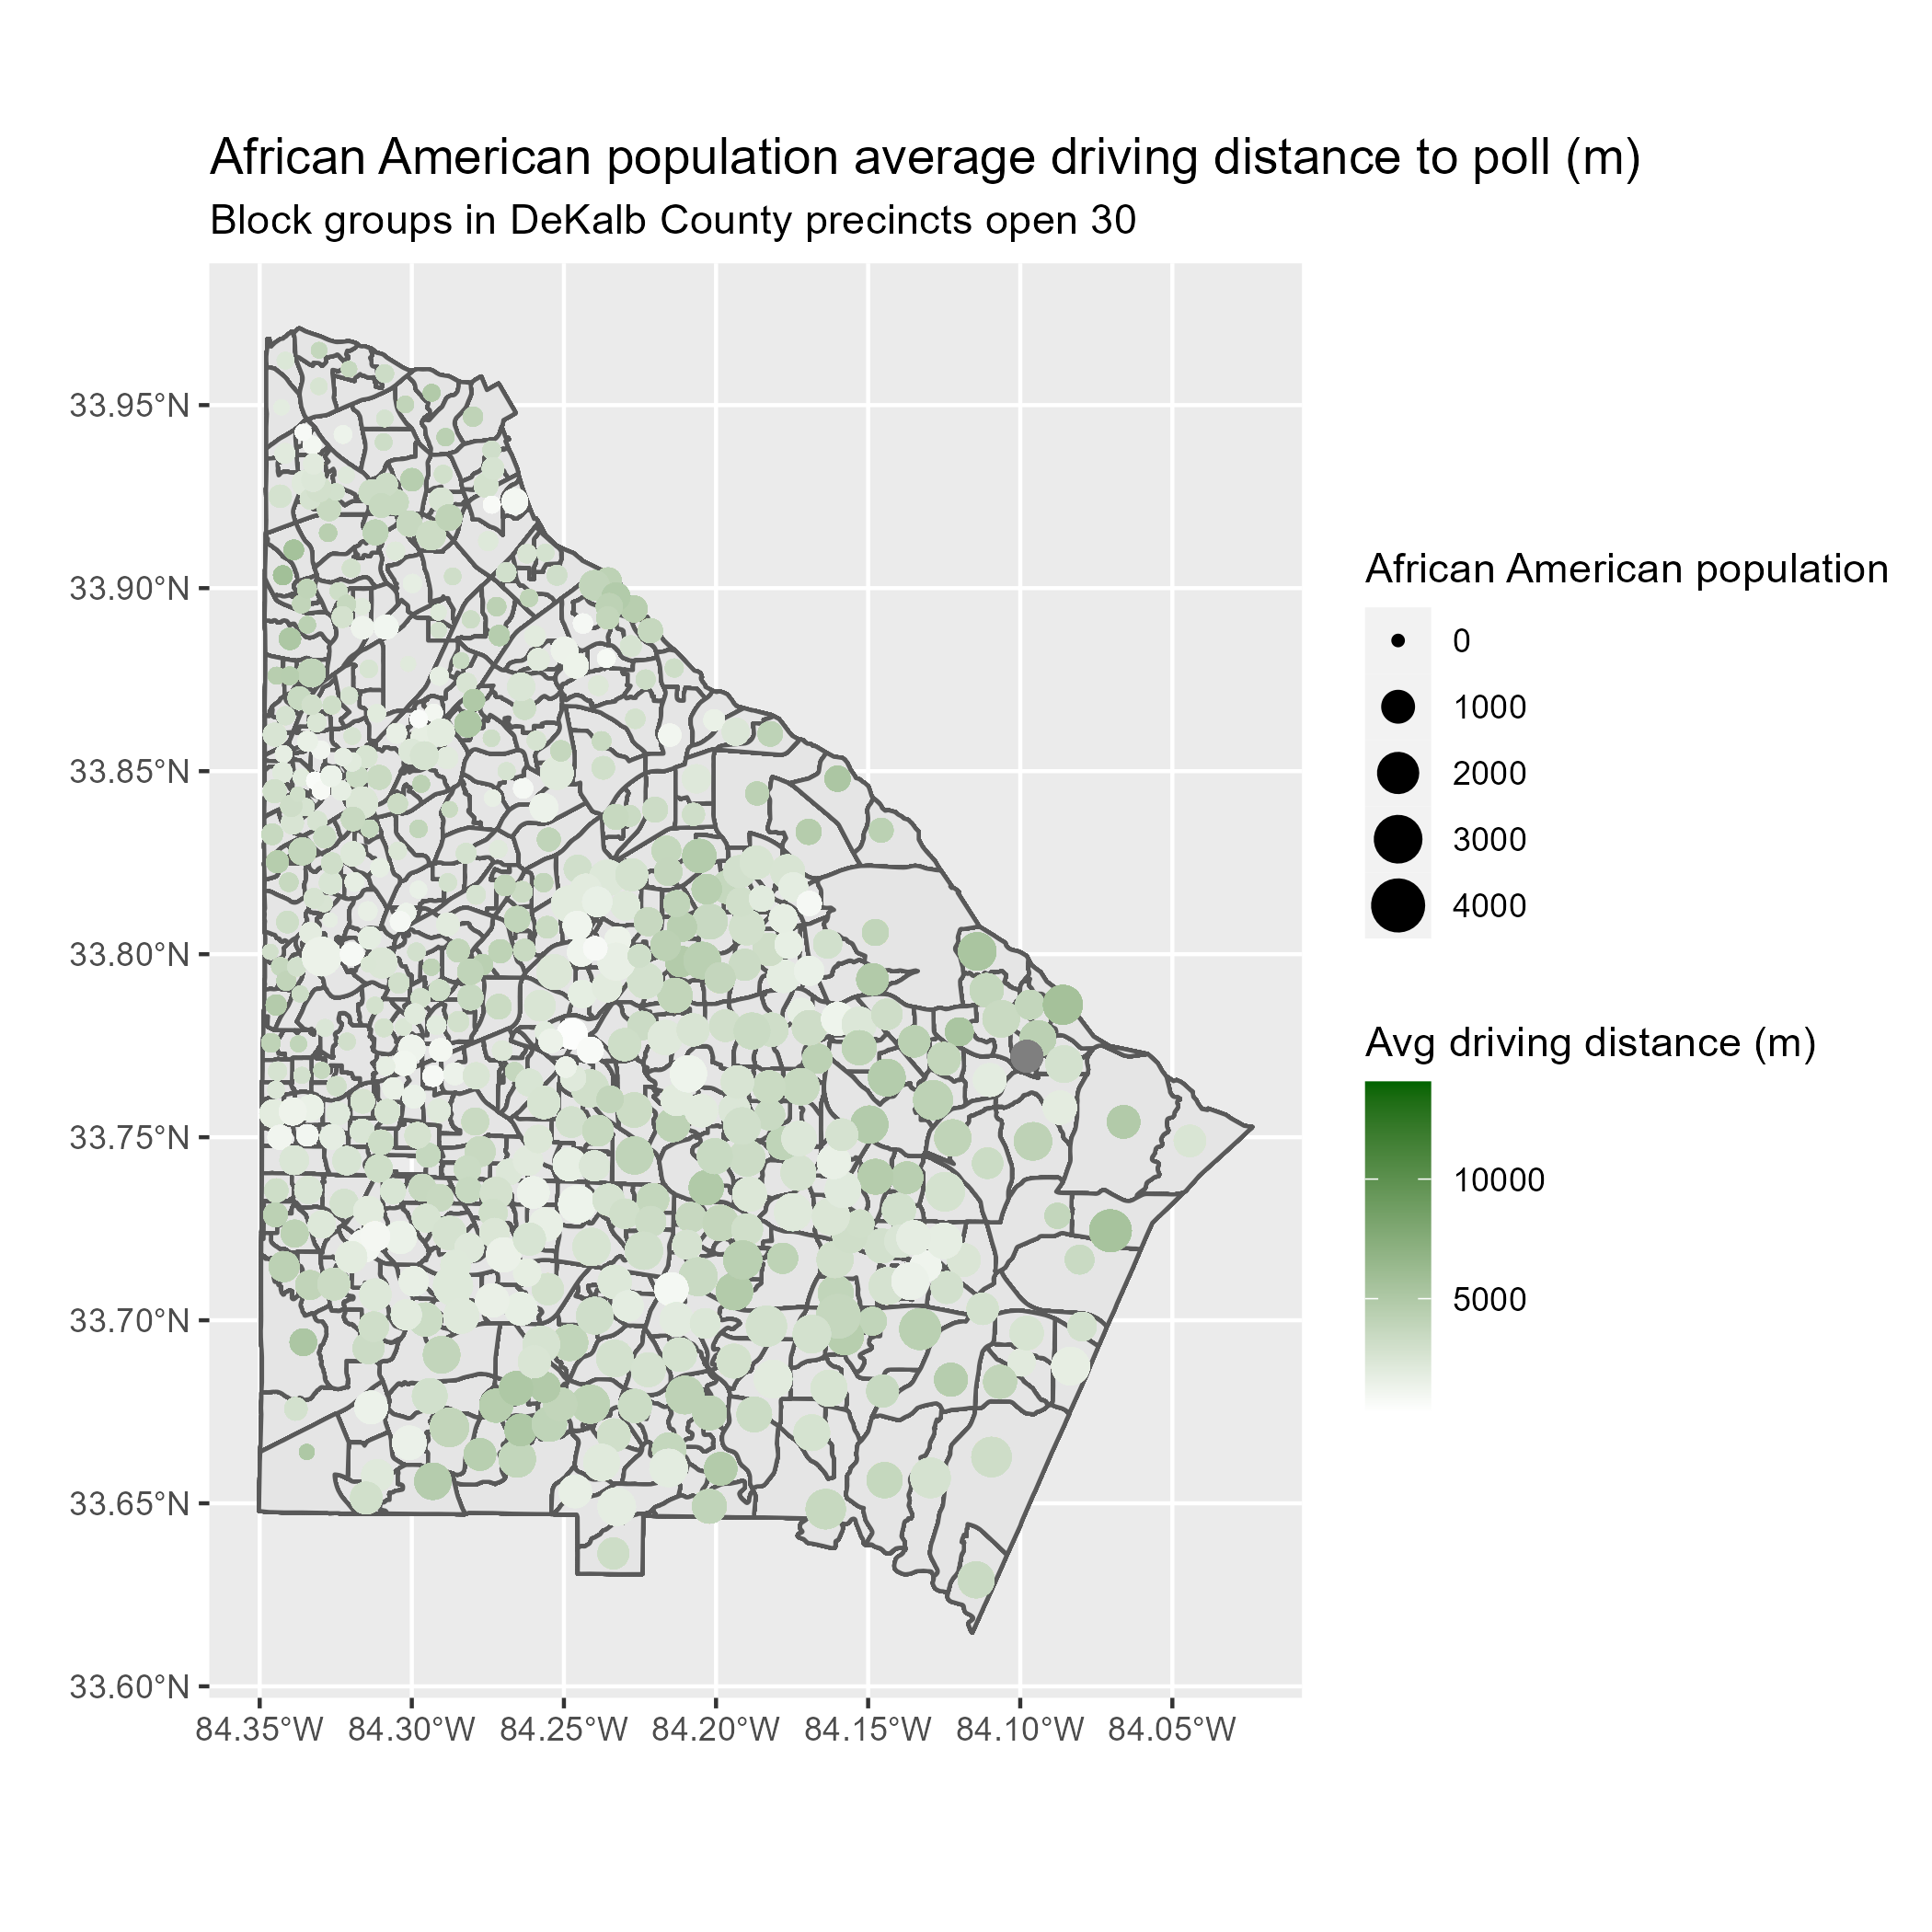 African American population average driving distance to poll (m)
Block groups in DeKalb County precincts open 30
33.95°N
33.90°N
33.85°N
33.80°N
33.75°N
33.70°N
33.65°N
33.60°N
84.35°W 84.30°W 84.25°W 84.20°W 84.15°W 84.10°W 84.05°W
African American population
0
1000
2000
3000
4000
Avg driving distance (m)
10000
5000